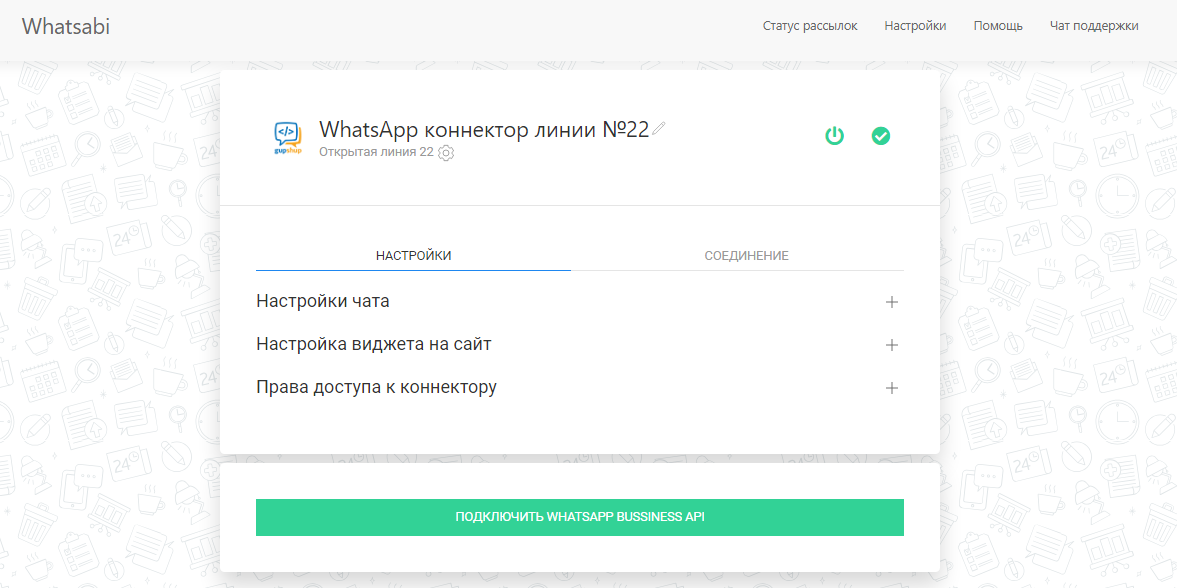 Whatsabi
Статус рассылок Настройки Помощь Чат поддержки
</>
gupshup
WhatsApp коннектор линии №22
Открытая линия 22
НАСТРОЙКИ СОЕДИНЕНИЕ
Настройки чата
Настройка виджета на сайт
Права доступа к коннектору
ПОДКЛЮЧИТЬ WHATSAPP BUSSINESS API